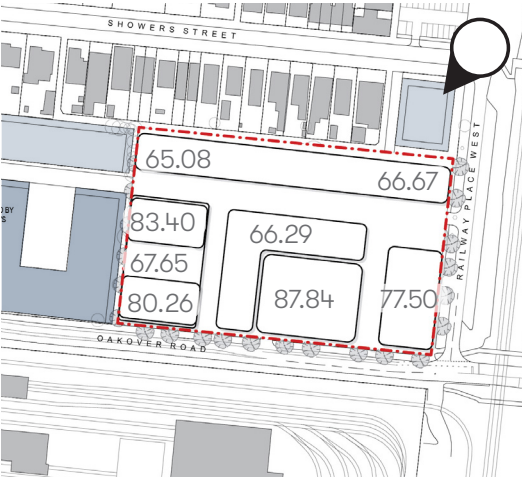 SHOWERS STREET
65.08
66.67
RAILWAY PLACE WEST
83.40
66.29
D BY
S
67.65
80.26
87.84
77.50
OAKOVER ROAD